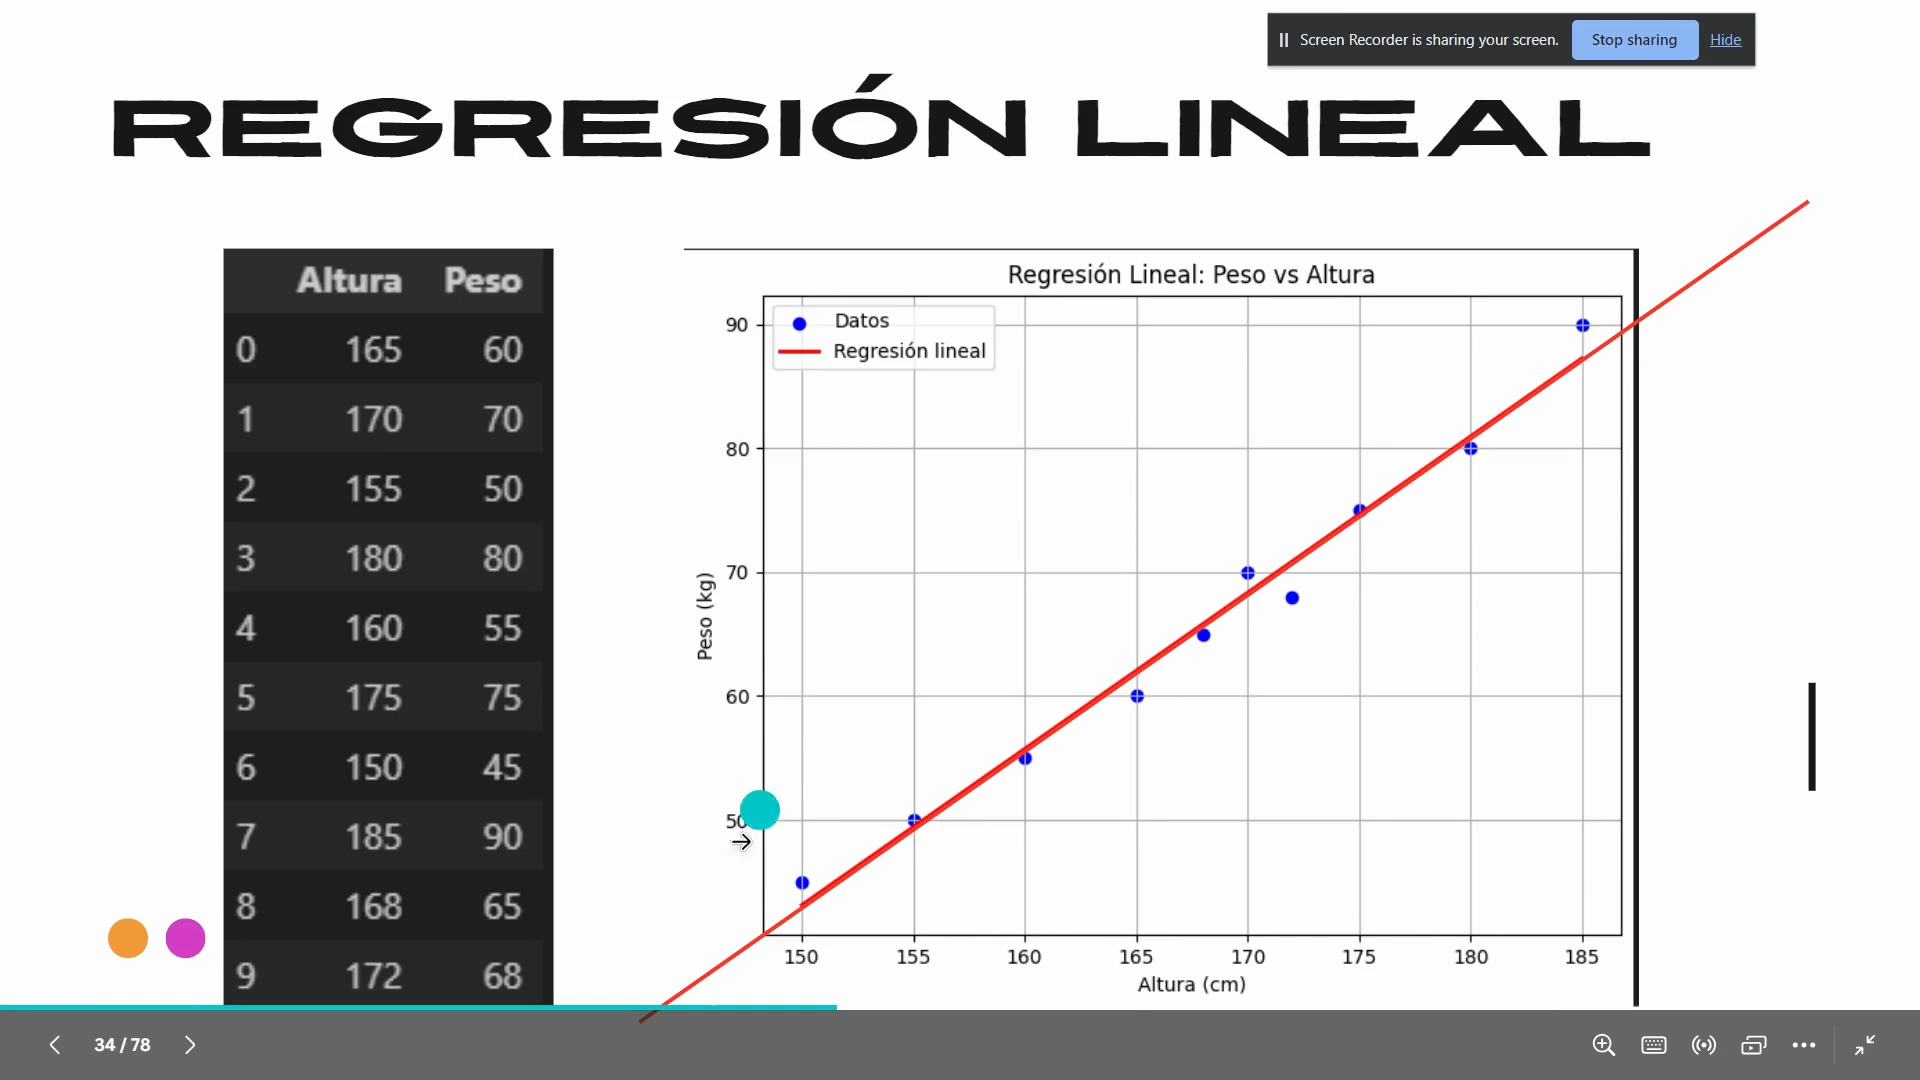 Screen Recorder is sharing your screen. Stop sharing Hide
REGRESIÓN LINEAL
Altura Peso
0 165 60
1 170 70
2 155 50
3 180 80
4 160 55
5 175 75
6 150 45
7 185 90
8 168 65
9 172 68
Regresión Lineal: Peso vs Altura
Datos
Regresión lineal
90
80
70
60
50
Peso (kg)
150 155 160 165 170 175 180 185
Altura (cm)
34 / 78